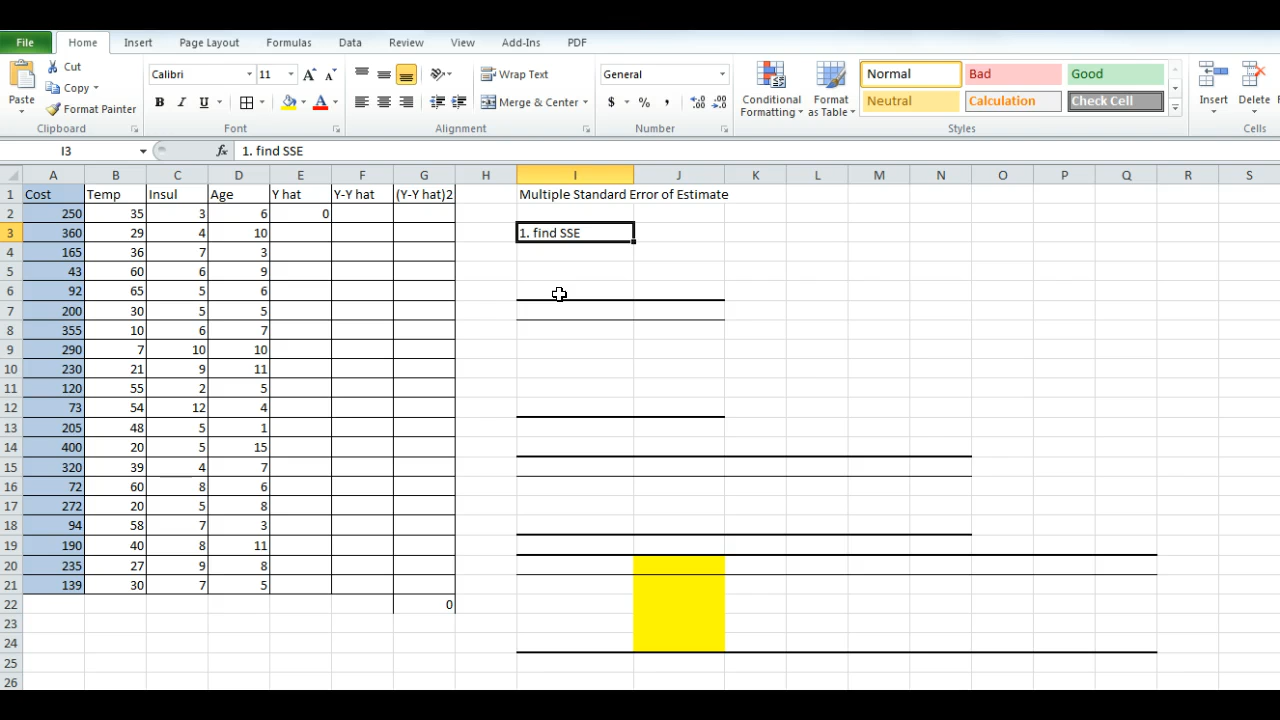 File Home Insert Page Layout Formulas Data Review View Add-Ins PDF
Paste Cut Copy Format Painter Clipboard
Calibri 11 A A B I U A Font
Wrap Text Merge & Center Alignment
General $ % , .0 .00 .00 .0 Number
Conditional Formatting Format as Table Normal Bad Good Neutral Calculation Check Cell Styles
Insert Delete Cells
I3 fx 1. find SSE
A B C D E F G H I J K L M N O P Q R S
1 Cost Temp Insul Age Y hat Y-Y hat (Y-Y hat)2 Multiple Standard Error of Estimate
2 250 35 3 6 0
3 360 29 4 10 1. find SSE
4 165 36 7 3
5 43 60 6 9
6 92 65 5 6
7 200 30 5 5
8 355 10 6 7
9 290 7 10 10
10 230 21 9 11
11 120 55 2 5
12 73 54 12 4
13 205 48 5 1
14 400 20 5 15
15 320 39 4 7
16 72 60 8 6
17 272 20 5 8
18 94 58 7 3
19 190 40 8 11
20 235 27 9 8
21 139 30 7 5
22 0
23
24
25
26